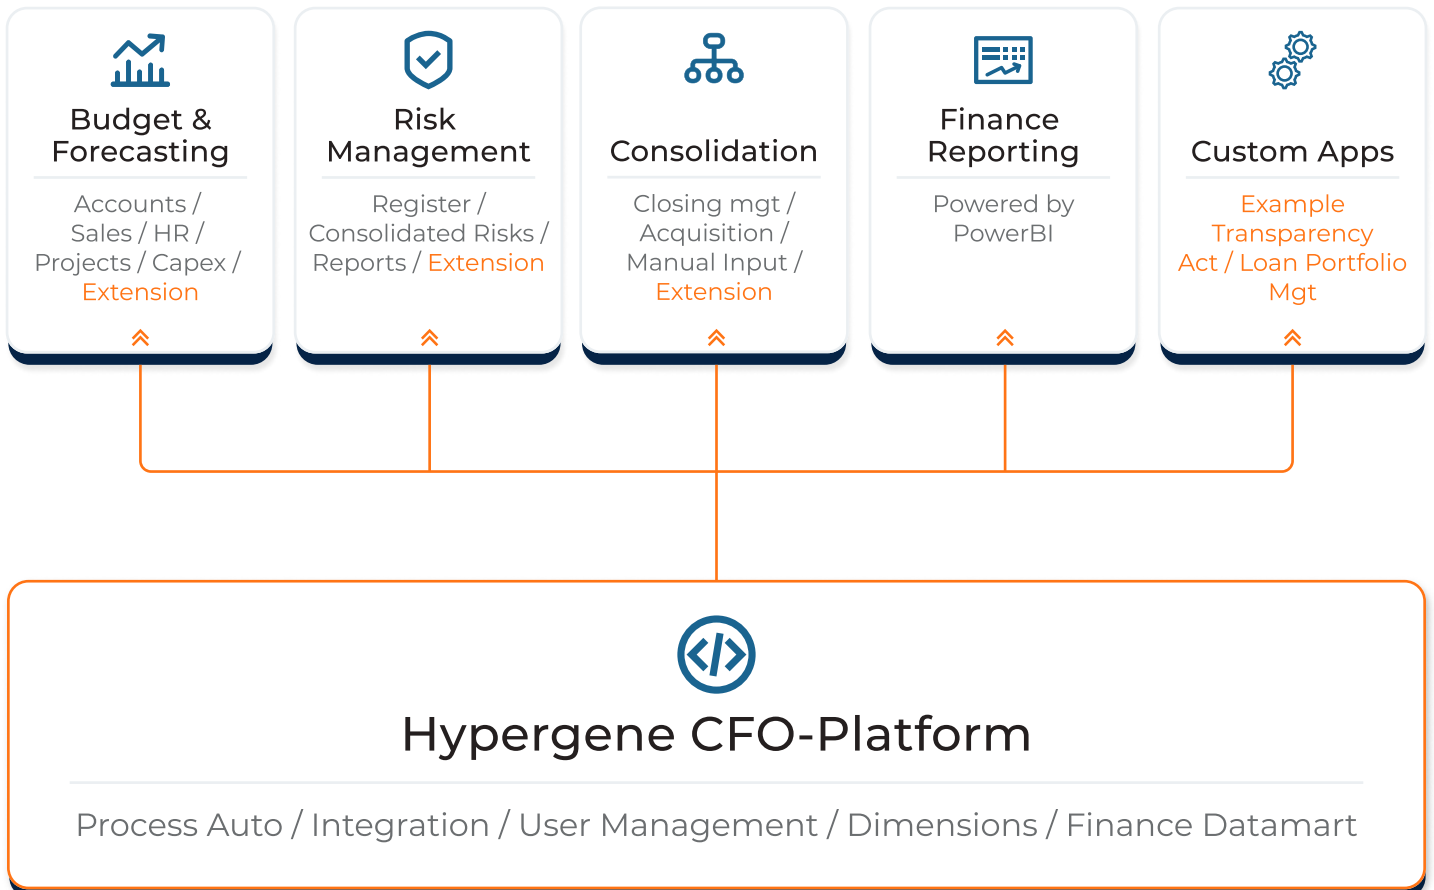 Budget &
Forecasting
Accounts /
Sales / HR /
Projects / Capex /
Extension
Risk
Management
Register /
Consolidated Risks /
Reports / Extension
Consolidation
Closing mgt /
Acquisition /
Manual Input /
Extension
Finance
Reporting
Powered by
PowerBI
Custom Apps
Example
Transparency
Act / Loan Portfolio
Mgt
Hypergene CFO-Platform
Process Auto / Integration / User Management / Dimensions / Finance Datamart